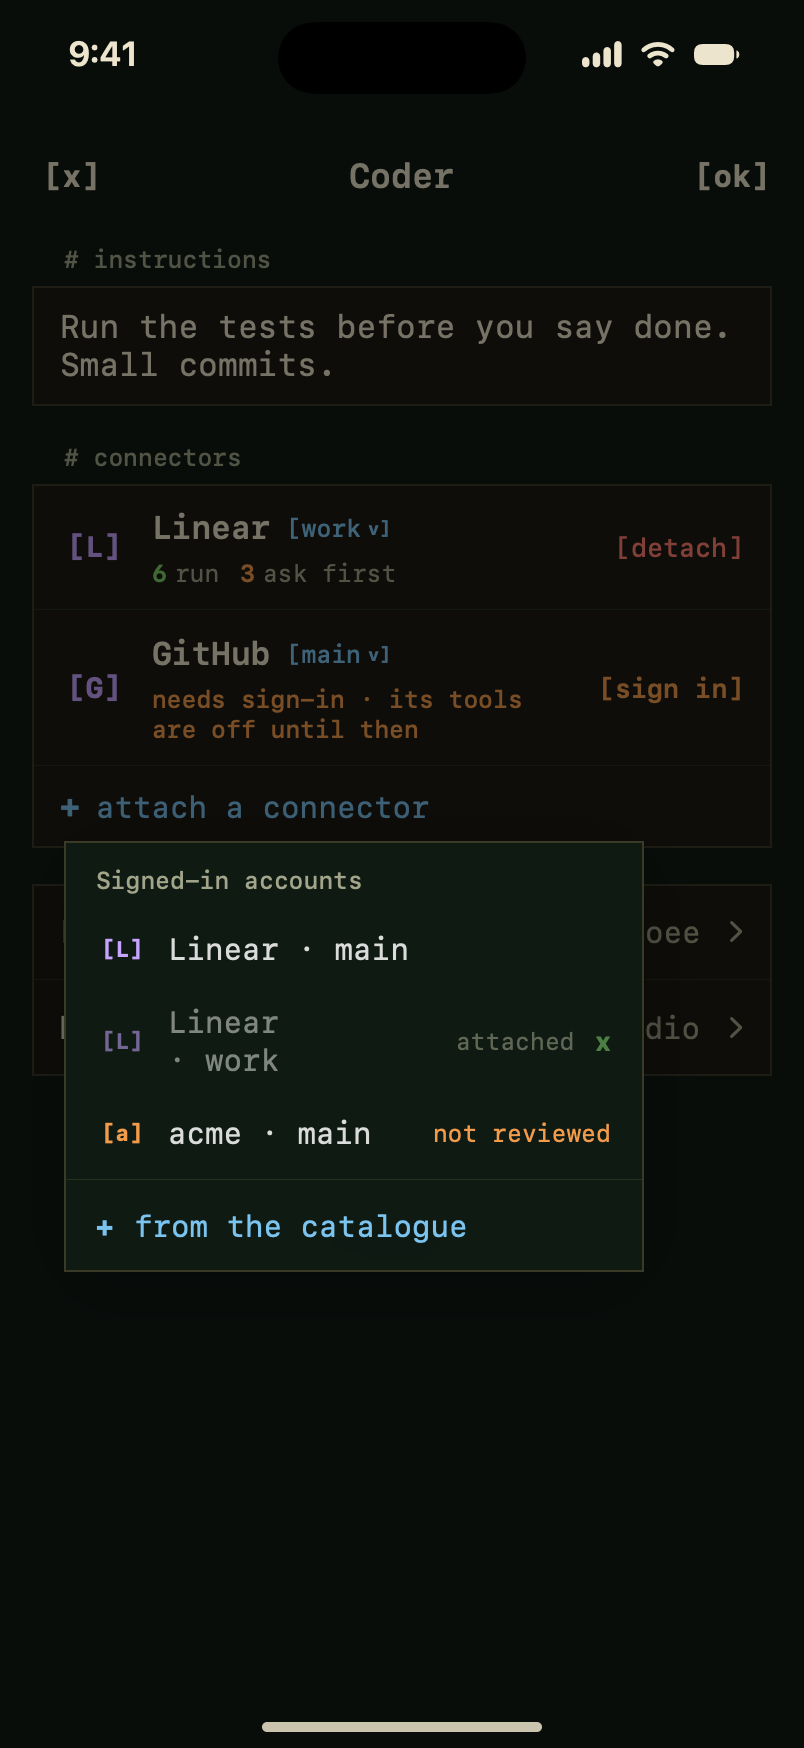 9:41
[x] Coder [ok]
# instructions
Run the tests before you say done.
Small commits.
# connectors
[L] Linear [work v] [detach]
6 run 3 ask first
[G] GitHub [main v] [sign in]
needs sign-in · its tools
are off until then
+ attach a connector
Signed-in accounts
[L] Linear · main
[L] Linear
· work attached x
[a] acme · main not reviewed
+ from the catalogue
oee >
dio >